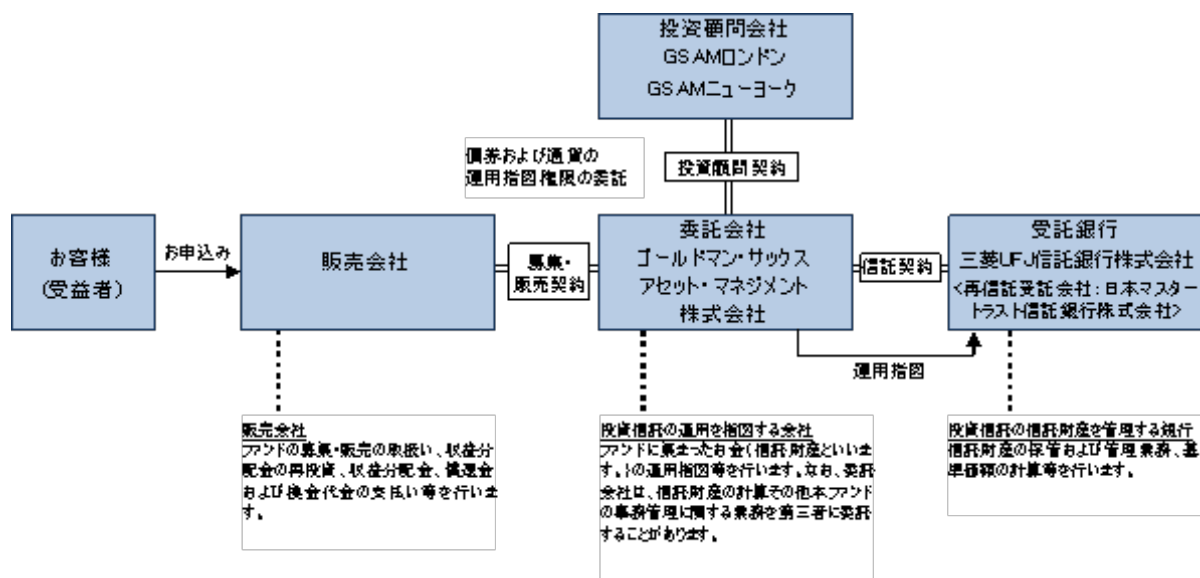 投資顧問会社
GSAMロンドン
GSAMニューヨーク
債券および通貨の
運用指図権限の委託
投資顧問契約
お客様
(受益者)
お申込み
販売会社
募集・
販売契約
委託会社
ゴールドマン・サックス
アセット・マネジメント
株式会社
信託契約
受託銀行
三菱UFJ信託銀行株式会社
<再信託受託会社:日本マスター
トラスト信託銀行株式会社>
運用指図
販売会社
ファンドの募集・販売の取扱い、収益分
配金の再投資、収益分配金、償還金
および換金代金の支払い等を行いま
す。
投資信託の運用を指図する会社
ファンドに集まったお金(信託財産といいま
す。)の運用指図等を行います。なお、委託
会社は、信託財産の計算その他本ファンド
の事務管理に関する業務を第三者に委託
することがあります。
投資信託の信託財産を管理する銀行
信託財産の保管および管理業務、基
準価額の計算等を行います。